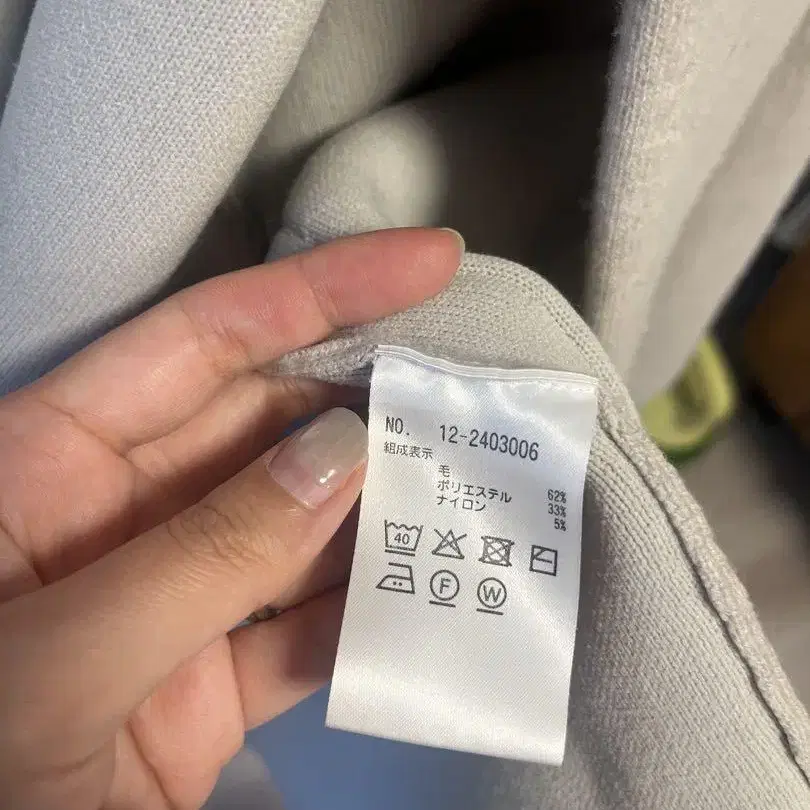 NO. 12-2403006
組成表示
毛 62%
ポリエステル 33%
ナイロン 5%
40
F W